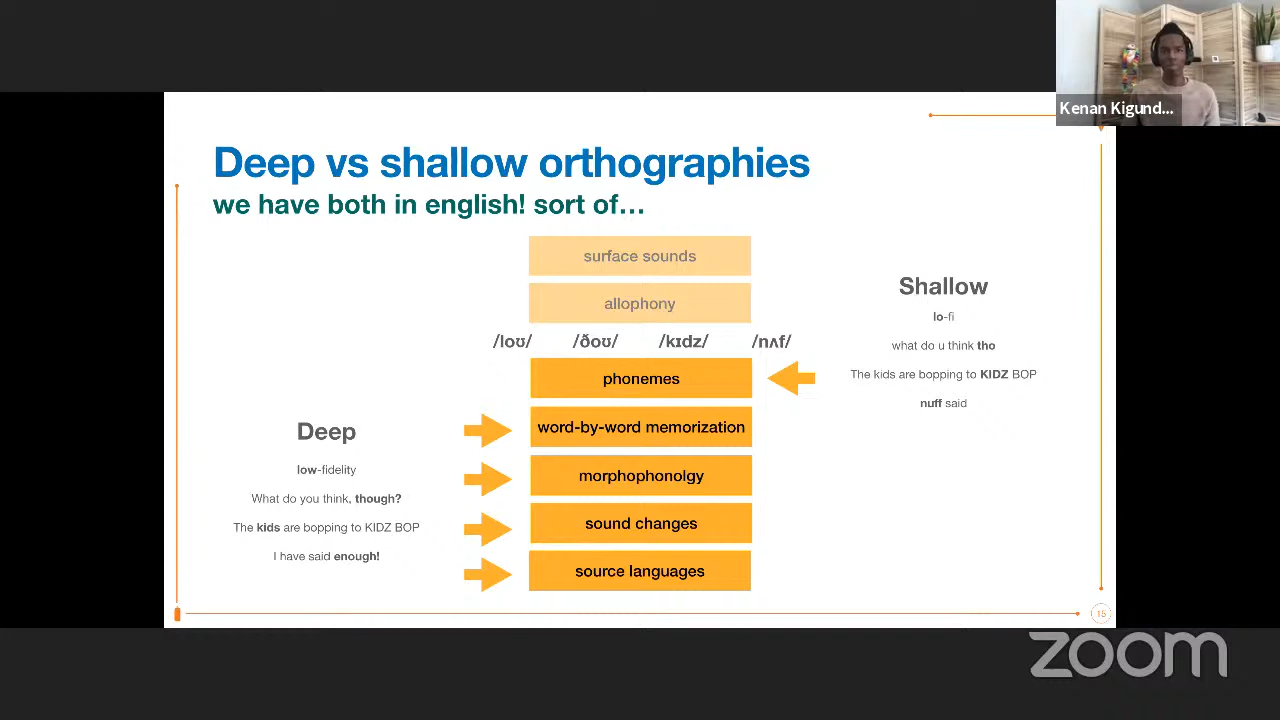 Kenan Kigund...
Deep vs shallow orthographies
we have both in english! sort of…
surface sounds
allophony
/loʊ/ /ðoʊ/ /kɪdz/ /nʌf/
phonemes
word-by-word memorization
morphophonolgy
sound changes
source languages
Deep
low-fidelity
What do you think, though?
The kids are bopping to KIDZ BOP
I have said enough!
Shallow
lo-fi
what do u think tho
The kids are bopping to KIDZ BOP
nuff said
15
zoom